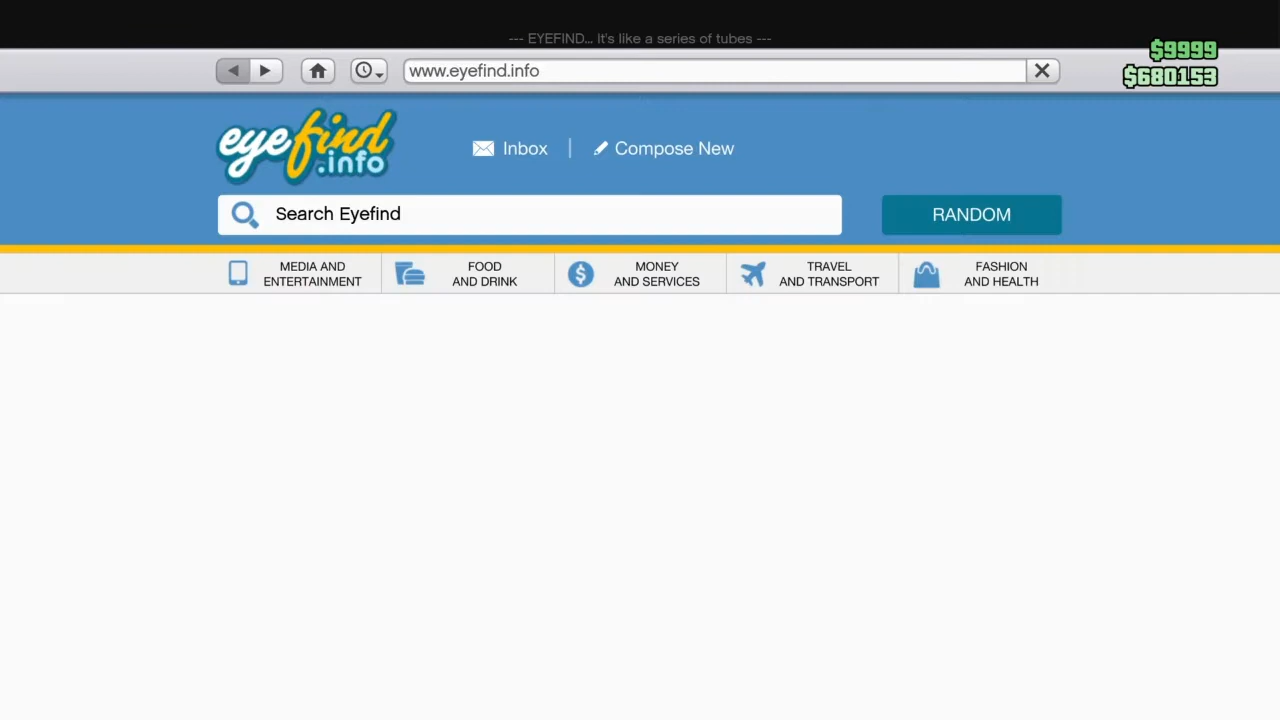 --- EYEFIND... It's like a series of tubes ---
$9999
www.eyefind.info
$680153
eyefind
.info
Inbox | Compose New
Search Eyefind
RANDOM
MEDIA AND
ENTERTAINMENT
FOOD
AND DRINK
MONEY
AND SERVICES
TRAVEL
AND TRANSPORT
FASHION
AND HEALTH